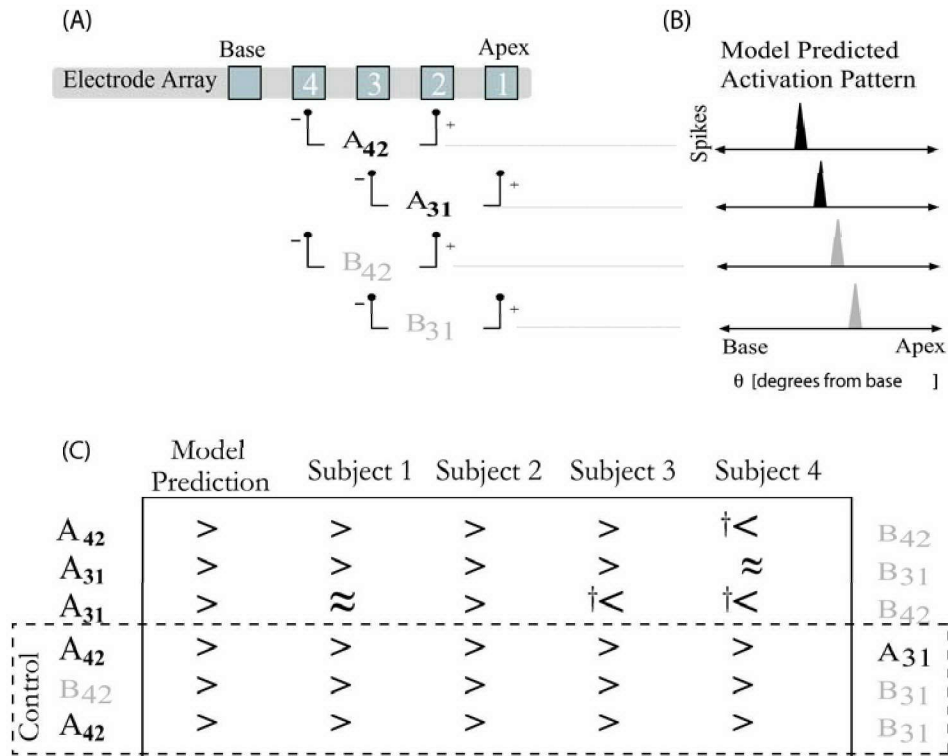 (A)
Base
Apex
Electrode Array
4
3
2
1
- A42 +
- A31 +
- B42 +
- B31 +
(B)
Model Predicted
Activation Pattern
Spikes
Base
Apex
θ [degrees from base ]
(C)
Model
Prediction
Subject 1
Subject 2
Subject 3
Subject 4
A42 > > > > †< B42
A31 > > > > ≈ B31
A31 > ≈ > †< †< B42
Control
A42 > > > > > A31
B42 > > > > > B31
A42 > > > > > B31